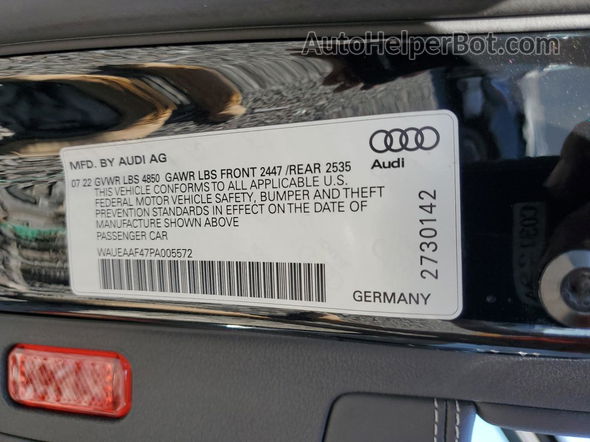 AutoHelperBot.com
MFD. BY AUDI AG
Audi
07 22 GVWR LBS 4850 GAWR LBS FRONT 2447 /REAR 2535
THIS VEHICLE CONFORMS TO ALL APPLICABLE U.S.
FEDERAL MOTOR VEHICLE SAFETY, BUMPER AND THEFT
PREVENTION STANDARDS IN EFFECT ON THE DATE OF
MANUFACTURE SHOWN ABOVE
PASSENGER CAR
WAUEAAF47PA005572
GERMANY
2730142